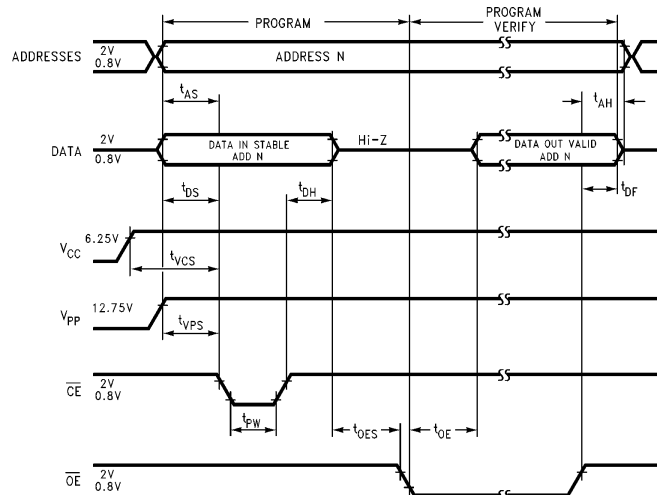 PROGRAM
PROGRAM
VERIFY
ADDRESSES
2V
0.8V
ADDRESS N
tAS
tAH
DATA
2V
0.8V
DATA IN STABLE
ADD N
Hi-Z
DATA OUT VALID
ADD N
tDS
tDH
tDF
VCC
6.25V
tVCS
VPP
12.75V
tVPS
CE
2V
0.8V
tPW
tOES
tOE
OE
2V
0.8V